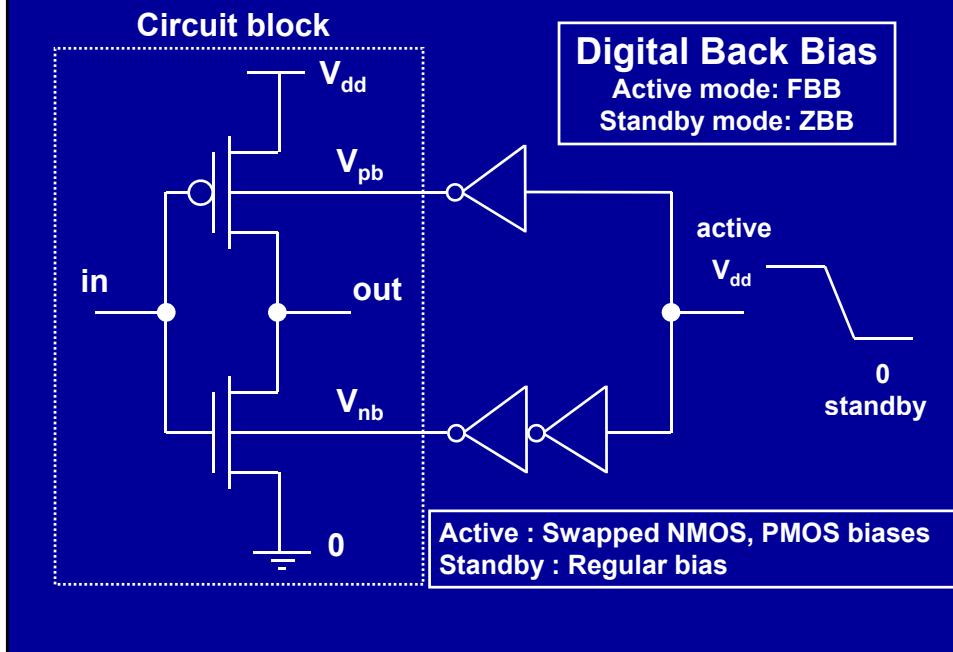 Circuit block
Digital Back Bias
Active mode: FBB
Standby mode: ZBB
Vdd
Vpb
active
Vdd
in
out
0
standby
Vnb
0
Active : Swapped NMOS, PMOS biases
Standby : Regular bias